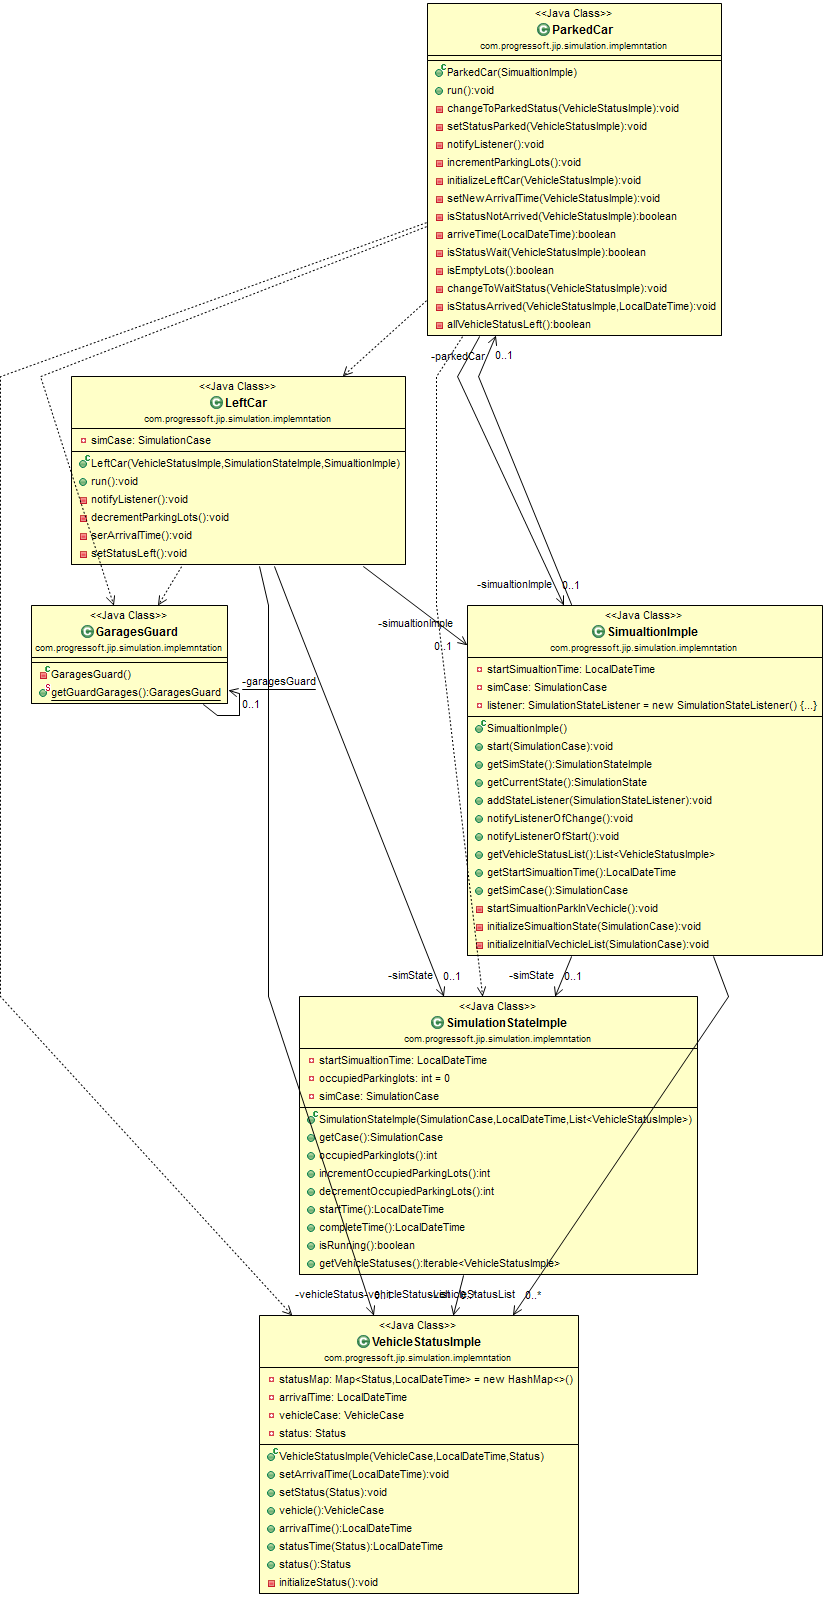 <<Java Class>>
ParkedCar
com.progressoft.jip.simulation.implemntation
ParkedCar(SimualtionImple)
run():void
changeToParkedStatus(VehicleStatusImple):void
setStatusParked(VehicleStatusImple):void
notifyListener():void
incrementParkingLots():void
initializeLeftCar(VehicleStatusImple):void
setNewArrivalTime(VehicleStatusImple):void
isStatusNotArrived(VehicleStatusImple):boolean
arriveTime(LocalDateTime):boolean
isStatusWait(VehicleStatusImple):boolean
isEmptyLots():boolean
changeToWaitStatus(VehicleStatusImple):void
isStatusArrived(VehicleStatusImple,LocalDateTime):void
allVehicleStatusLeft():boolean
-parkedCar 0..1
<<Java Class>>
LeftCar
com.progressoft.jip.simulation.implemntation
simCase: SimulationCase
LeftCar(VehicleStatusImple,SimulationStateImple,SimualtionImple)
run():void
notifyListener():void
decrementParkingLots():void
serArrivalTime():void
setStatusLeft():void
-simualtionImple 0..1
-simualtionImple
0..1
<<Java Class>>
GaragesGuard
com.progressoft.jip.simulation.implemntation
GaragesGuard()
getGuardGarages():GaragesGuard
-garagesGuard
0..1
<<Java Class>>
SimualtionImple
com.progressoft.jip.simulation.implemntation
startSimualtionTime: LocalDateTime
simCase: SimulationCase
listener: SimulationStateListener = new SimulationStateListener() {...}
SimualtionImple()
start(SimulationCase):void
getSimState():SimulationStateImple
getCurrentState():SimulationState
addStateListener(SimulationStateListener):void
notifyListenerOfChange():void
notifyListenerOfStart():void
getVehicleStatusList():List<VehicleStatusImple>
getStartSimualtionTime():LocalDateTime
getSimCase():SimulationCase
startSimualtionParkInVechicle():void
initializeSimualtionState(SimulationCase):void
initializeInitialVechicleList(SimulationCase):void
-simState 0..1
-simState 0..1
<<Java Class>>
SimulationStateImple
com.progressoft.jip.simulation.implemntation
startSimualtionTime: LocalDateTime
occupiedParkinglots: int = 0
simCase: SimulationCase
SimulationStateImple(SimulationCase,LocalDateTime,List<VehicleStatusImple>)
getCase():SimulationCase
occupiedParkinglots():int
incrementOccupiedParkingLots():int
decrementOccupiedParkingLots():int
startTime():LocalDateTime
completeTime():LocalDateTime
isRunning():boolean
getVehicleStatuses():Iterable<VehicleStatusImple>
-vehicleStatus
0..*
<<Java Class>>
VehicleStatusImple
com.progressoft.jip.simulation.implemntation
statusMap: Map<Status,LocalDateTime> = new HashMap<>()
arrivalTime: LocalDateTime
vehicleCase: VehicleCase
status: Status
VehicleStatusImple(VehicleCase,LocalDateTime,Status)
setArrivalTime(LocalDateTime):void
setStatus(Status):void
vehicle():VehicleCase
arrivalTime():LocalDateTime
statusTime(Status):LocalDateTime
status():Status
initializeStatus():void